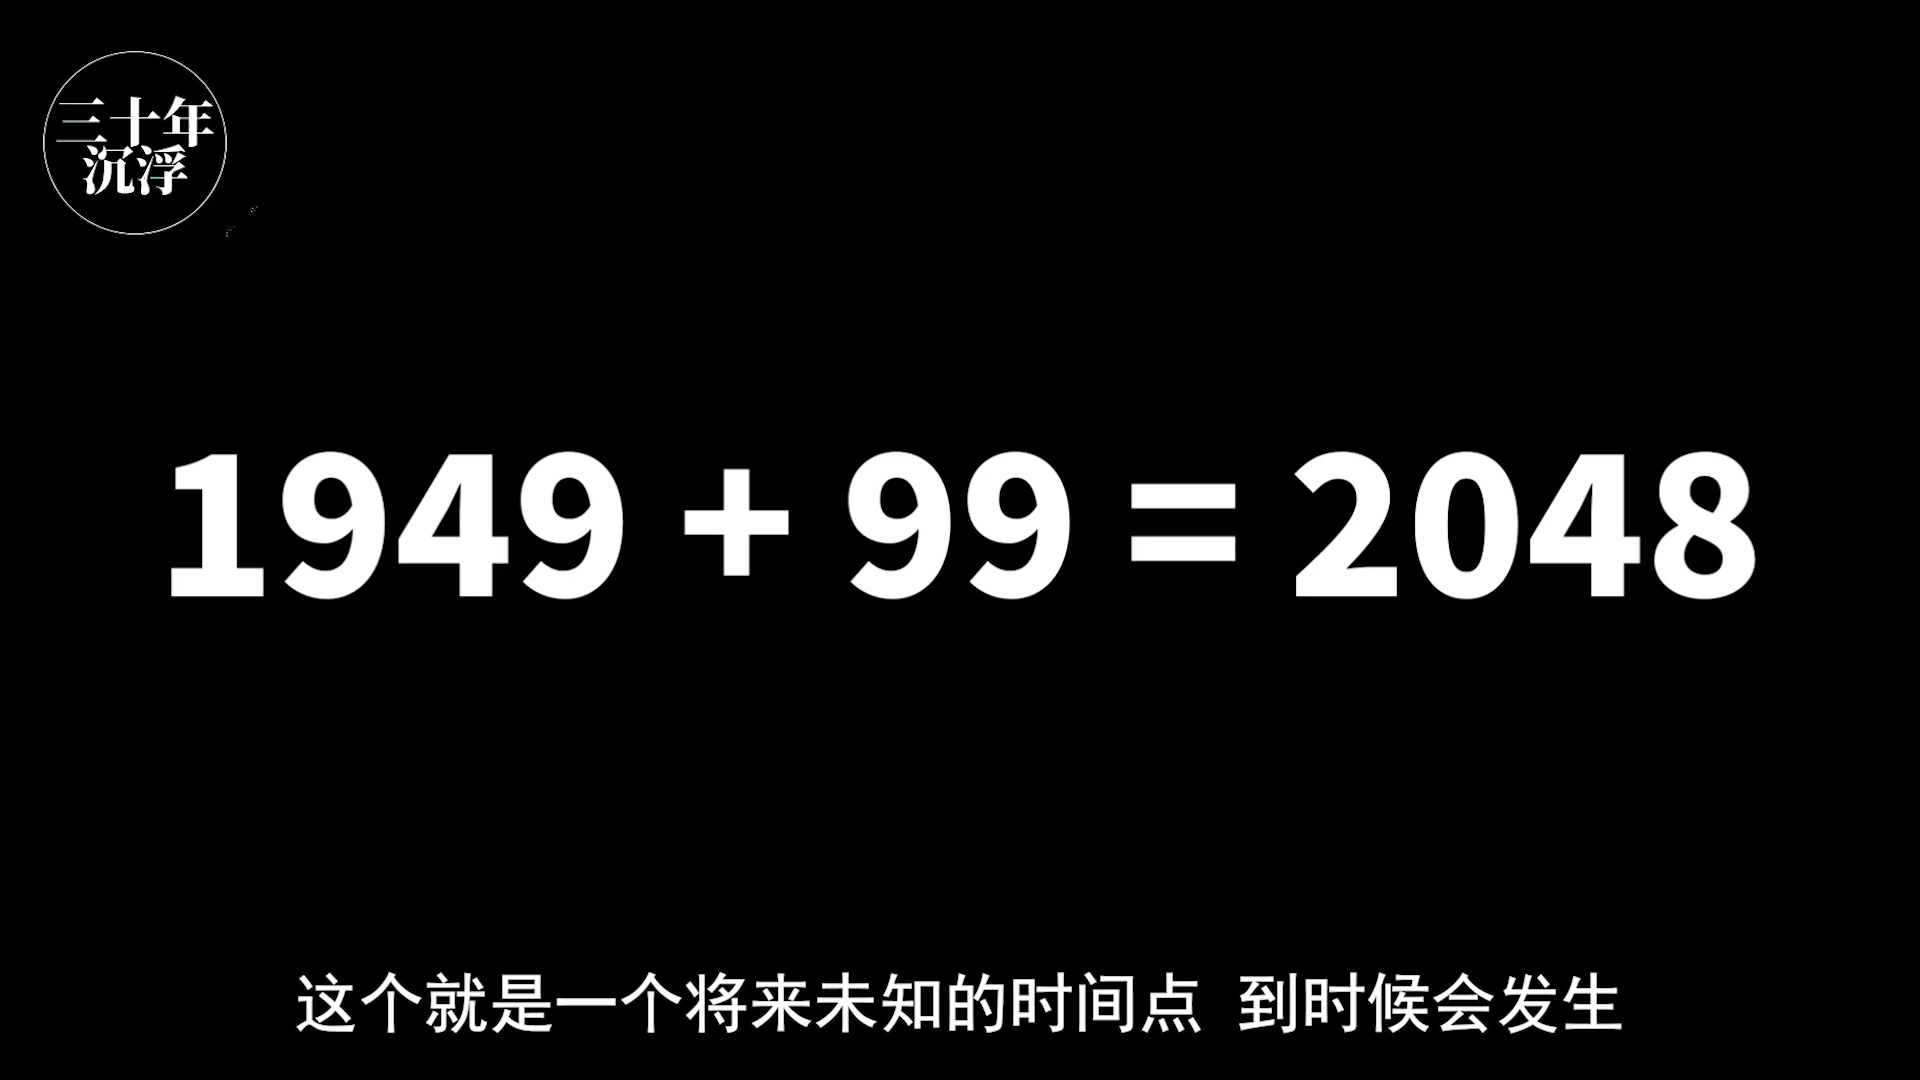 三十年
沉浮
1949 + 99 = 2048
这个就是一个将来未知的时间点 到时候会发生